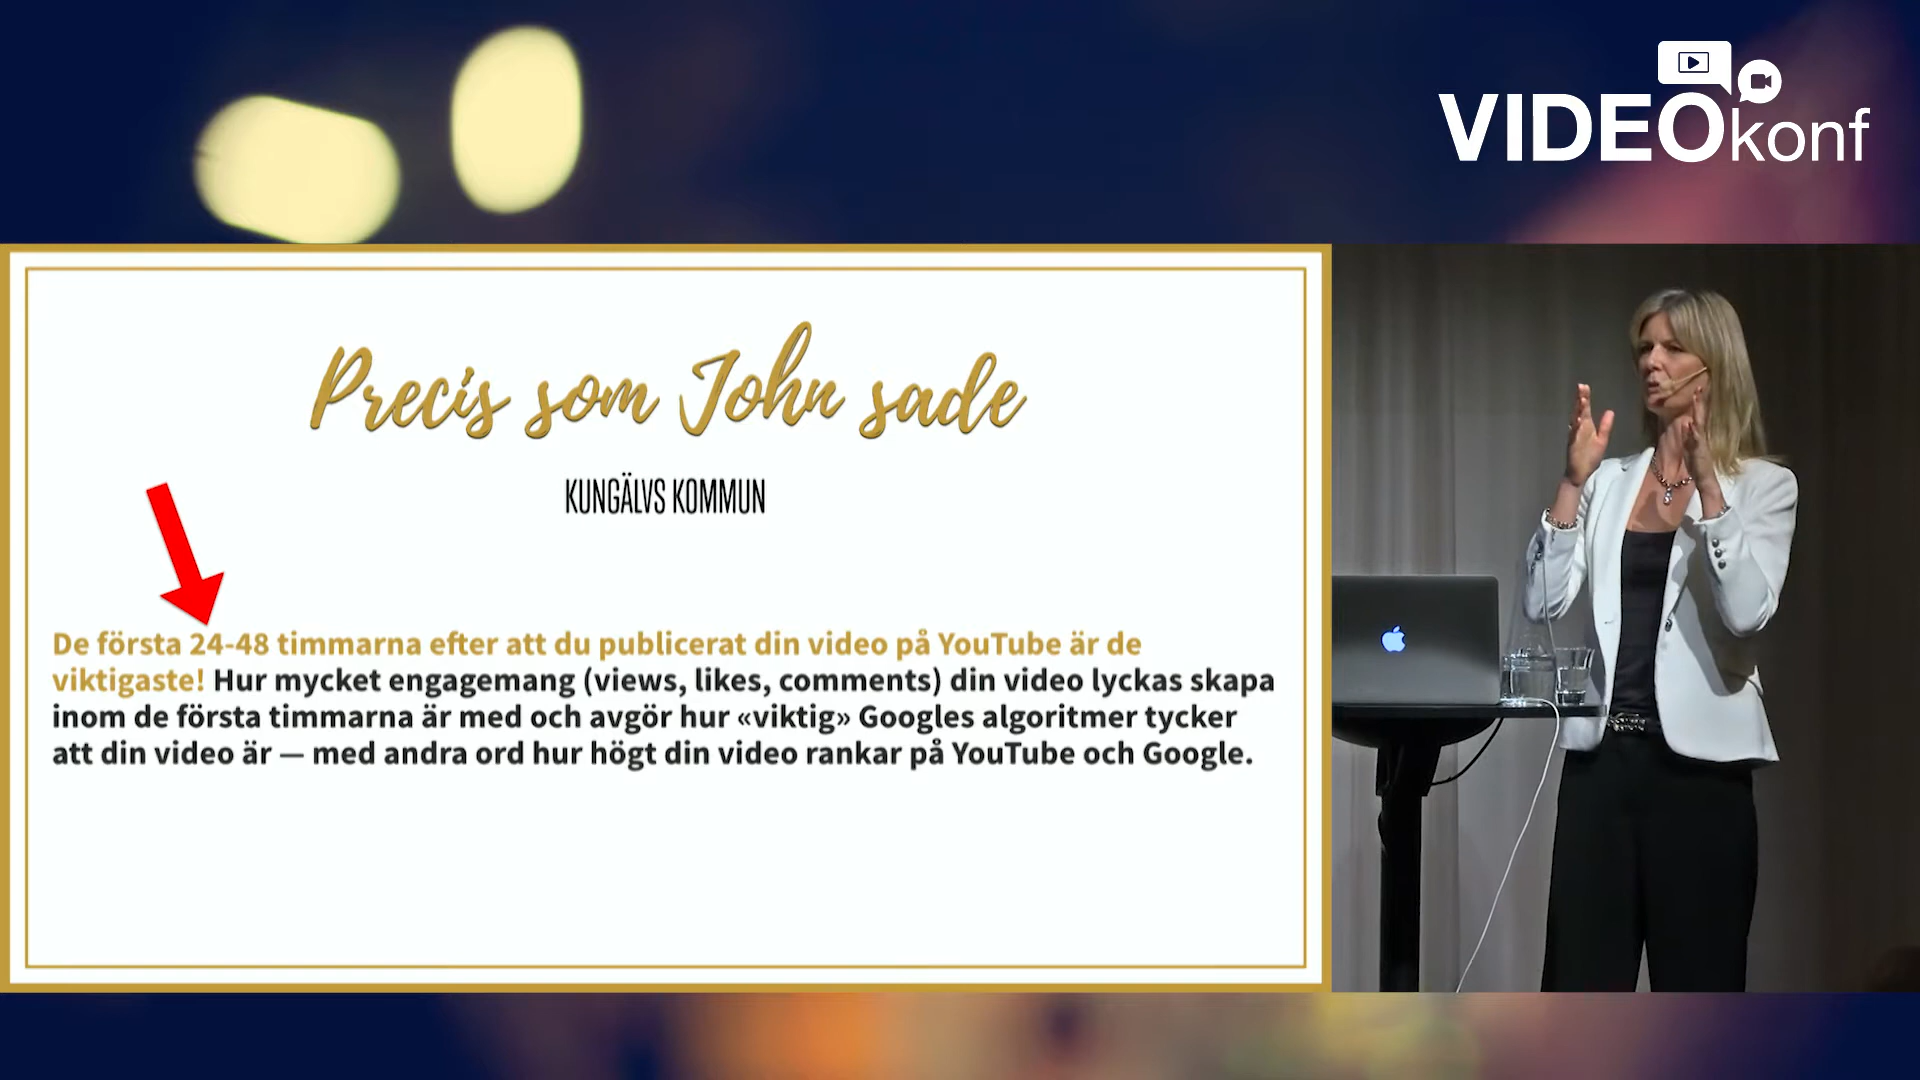 VIDEOkonf
Precis som John sade
KUNGÄLVS KOMMUN
De första 24-48 timmarna efter att du publicerat din video på YouTube är de
viktigaste! Hur mycket engagemang (views, likes, comments) din video lyckas skapa
inom de första timmarna är med och avgör hur «viktig» Googles algoritmer tycker
att din video är — med andra ord hur högt din video rankar på YouTube och Google.